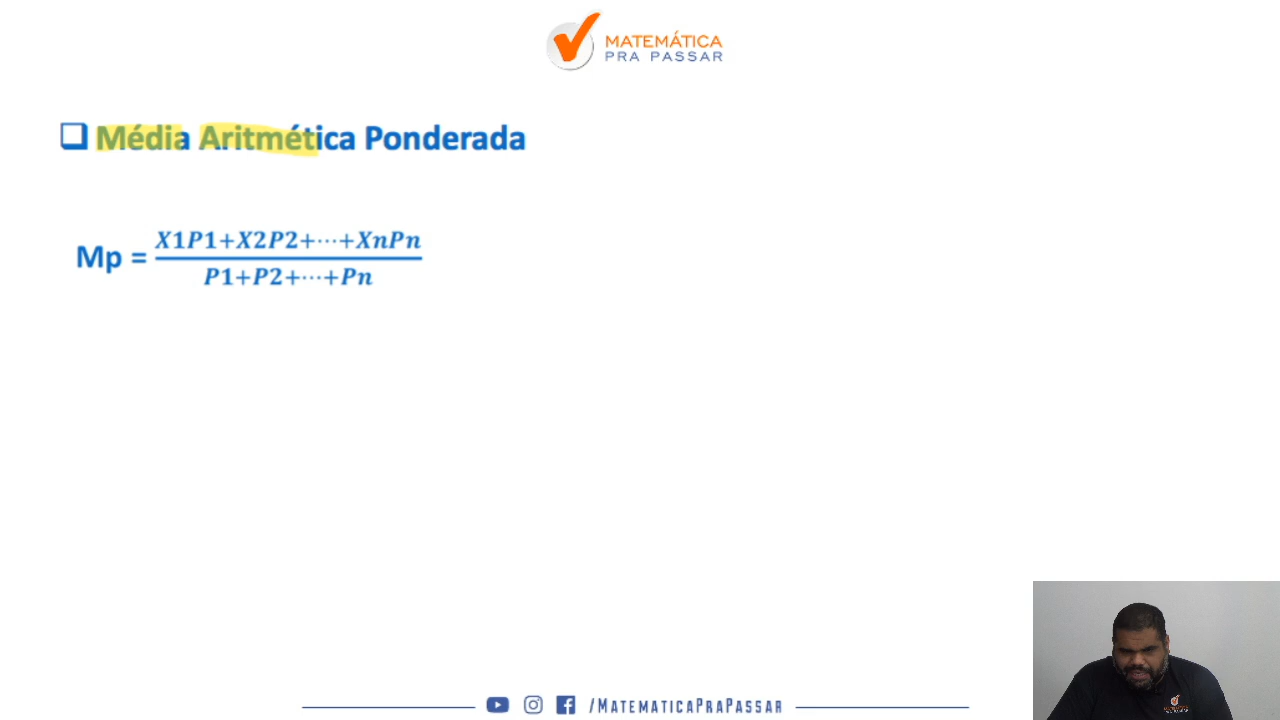 MATEMÁTICA
PRA PASSAR
Média Aritmética Ponderada
Mp = X1P1+X2P2+···+XnPn
P1+P2+···+Pn
/MATEMATICAPRAPASSAR